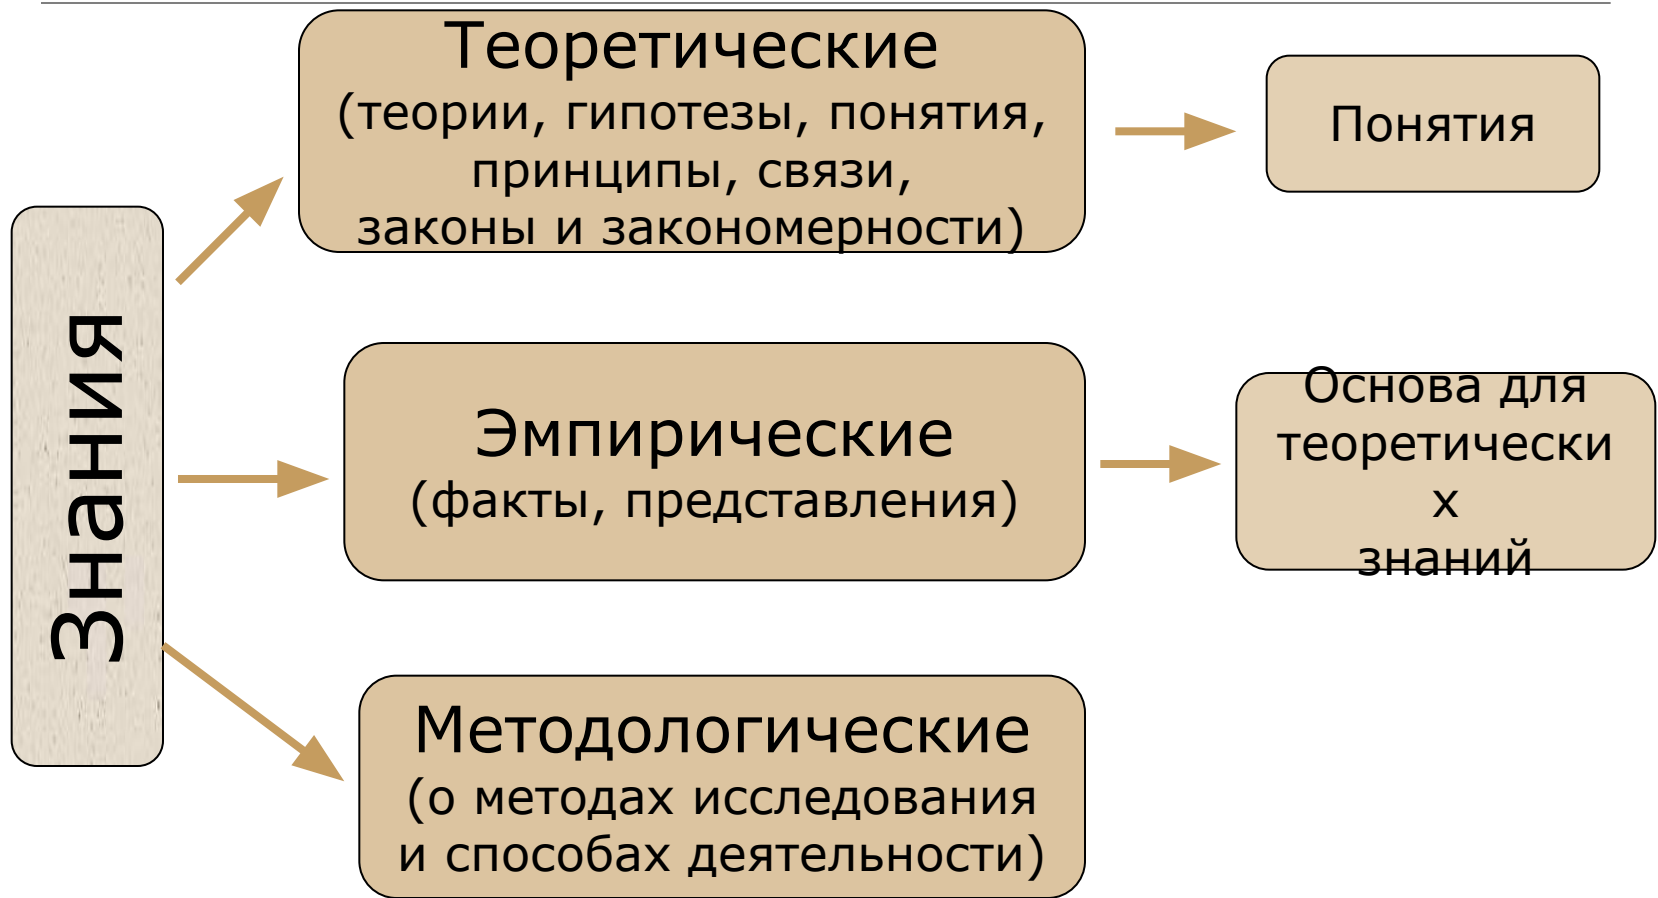 Знания
Теоретические
(теории, гипотезы, понятия,
принципы, связи,
законы и закономерности)
Понятия
Эмпирические
(факты, представления)
Основа для
теоретически
х
знаний
Методологические
(о методах исследования
и способах деятельности)